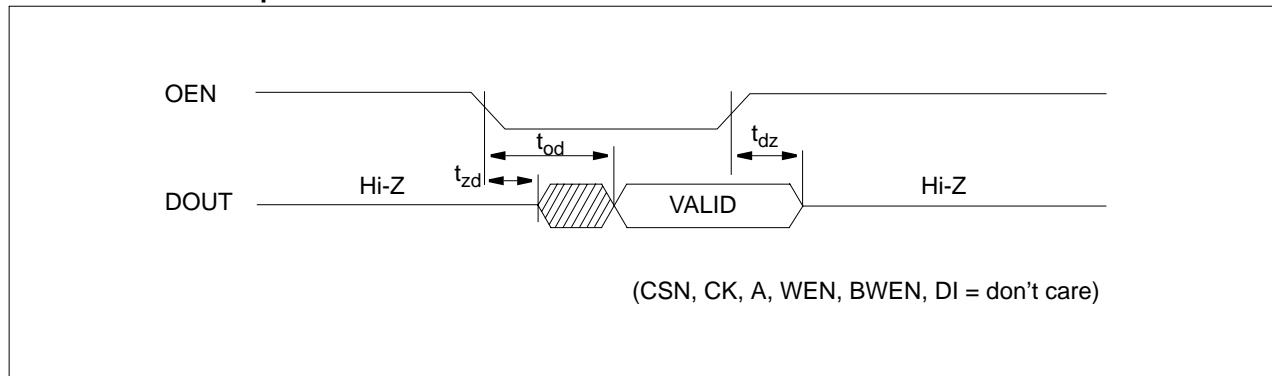 OEN
t_od
t_dz
t_zd
Hi-Z
Hi-Z
DOUT
VALID
(CSN, CK, A, WEN, BWEN, DI = don't care)